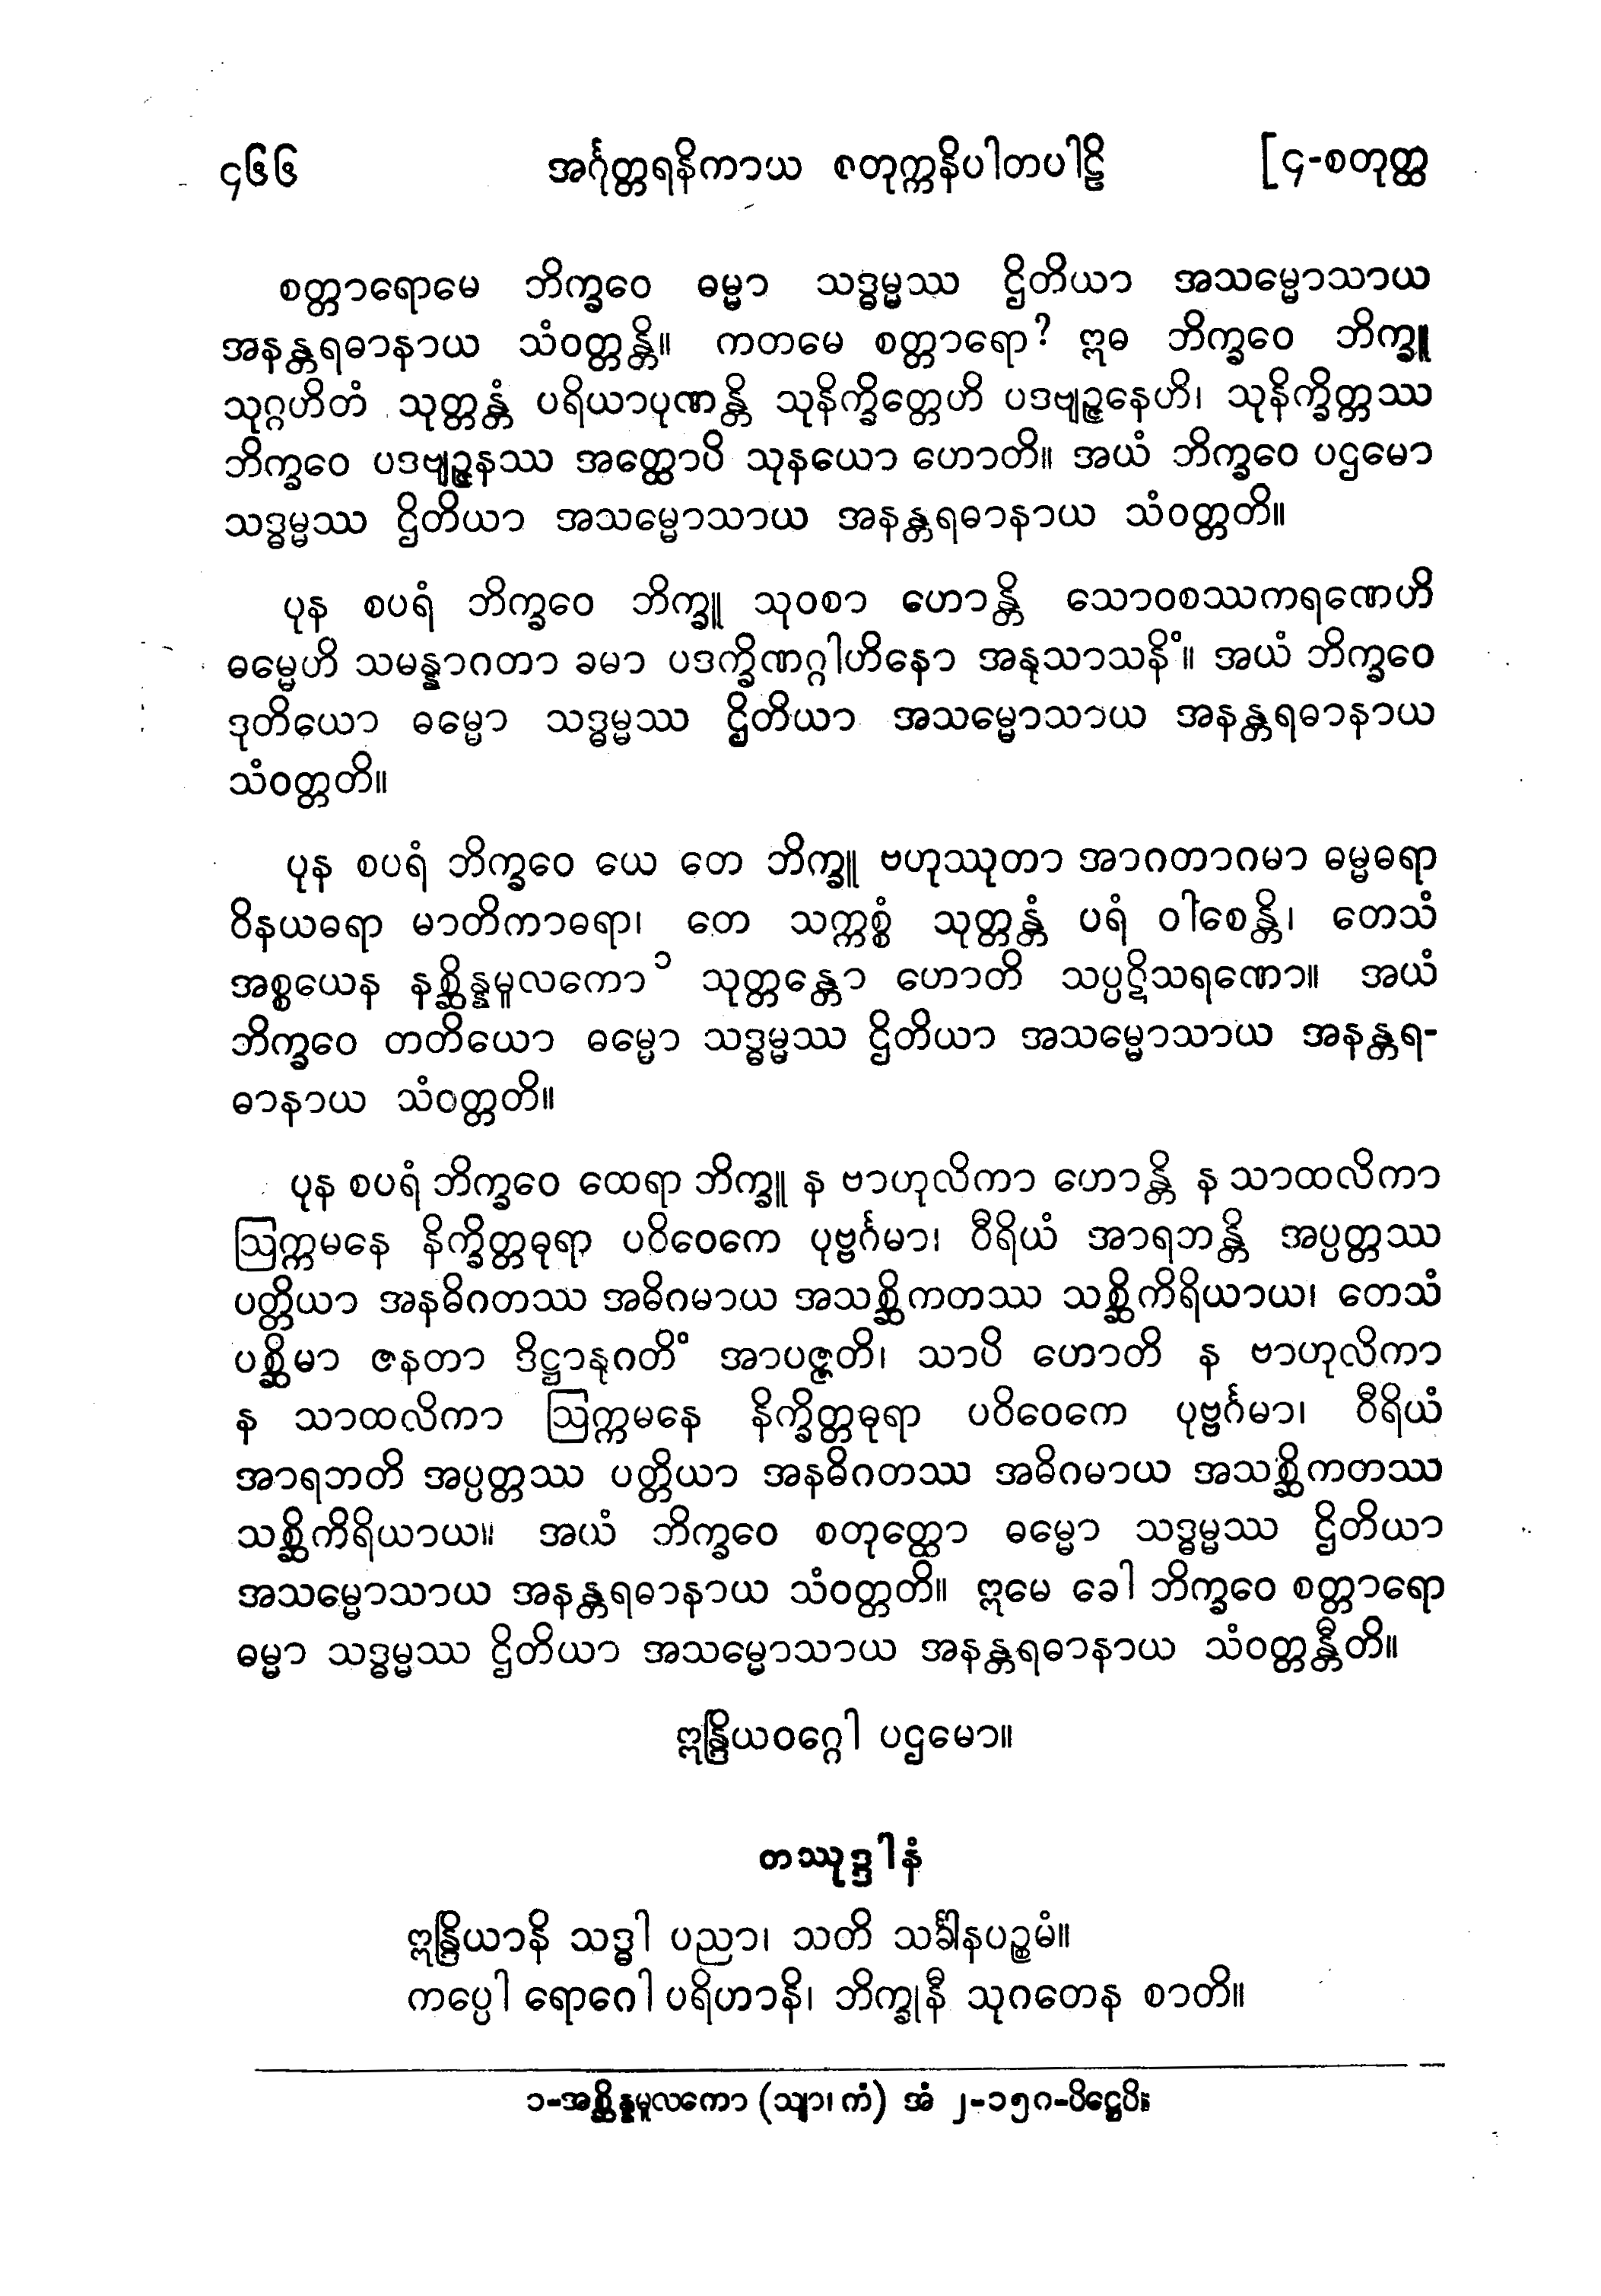 ၄၆၆ အင်္ဂုတ္တရနိကာယ စတုက္ကနိပါတပါဠိ [၄-စတုတ္ထ
စတ္တာရောမေ ဘိက္ခဝေ ဓမ္မာ သဒ္ဓမ္မဿ ဌိတိယာ အသမ္မောသာယ
အနန္တရဓာနာယ သံဝတ္တန္တိ။ ကတမေ စတ္တာရော? ဣဓ ဘိက္ခဝေ ဘိက္ခူ
သုဂ္ဂဟိတံ သုတ္တန္တံ ပရိယာပုဏန္တိ သုနိက္ခိတ္တေဟိ ပဒဗျဉ္ဇနေဟိ၊ သုနိက္ခိတ္တဿ
ဘိက္ခဝေ ပဒဗျဉ္ဇနဿ အတ္ထောပိ သုနယော ဟောတိ။ အယံ ဘိက္ခဝေ ပဌမော
သဒ္ဓမ္မဿ ဌိတိယာ အသမ္မောသာယ အနန္တရဓာနာယ သံဝတ္တတိ။
ပုန စပရံ ဘိက္ခဝေ ဘိက္ခူ သုဝစာ ဟောန္တိ သောဝစဿကရဏေဟိ
ဓမ္မေဟိ သမန္နာဂတာ ခမာ ပဒက္ခိဏဂ္ဂါဟိနော အနုသာသနိံ။ အယံ ဘိက္ခဝေ
ဒုတိယော ဓမ္မော သဒ္ဓမ္မဿ ဌိတိယာ အသမ္မောသာယ အနန္တရဓာနာယ
သံဝတ္တတိ။
ပုန စပရံ ဘိက္ခဝေ ယေ တေ ဘိက္ခူ ဗဟုဿုတာ အာဂတာဂမာ ဓမ္မဓရာ
ဝိနယဓရာ မာတိကာဓရာ၊ တေ သက္ကစ္စံ သုတ္တန္တံ ပရံ ဝါစေန္တိ၊ တေသံ
အစ္စယေန နစ္ဆိန္နမူလကော ၁ သုတ္တန္တော ဟောတိ သပ္ပဋိသရဏော။ အယံ
ဘိက္ခဝေ တတိယော ဓမ္မော သဒ္ဓမ္မဿ ဌိတိယာ အသမ္မောသာယ အနန္တရ-
ဓာနာယ သံဝတ္တတိ။
ပုန စပရံ ဘိက္ခဝေ ထေရာ ဘိက္ခူ န ဗာဟုလိကာ ဟောန္တိ န သာထလိကာ
ဩက္ကမနေ နိက္ခိတ္တဓုရာ ပဝိဝေကေ ပုဗ္ဗင်္ဂမာ၊ ဝီရိယံ အာရဘန္တိ အပ္ပတ္တဿ
ပတ္တိယာ အနဓိဂတဿ အဓိဂမာယ အသစ္ဆိကတဿ သစ္ဆိကိရိယာယ၊ တေသံ
ပစ္ဆိမာ ဇနတာ ဒိဋ္ဌာနုဂတိံ အာပဇ္ဇတိ၊ သာပိ ဟောတိ န ဗာဟုလိကာ
န သာထလိကာ ဩက္ကမနေ နိက္ခိတ္တဓုရာ ပဝိဝေကေ ပုဗ္ဗင်္ဂမာ၊ ဝီရိယံ
အာရဘတိ အပ္ပတ္တဿ ပတ္တိယာ အနဓိဂတဿ အဓိဂမာယ အသစ္ဆိကတဿ
သစ္ဆိကိရိယာယ။ အယံ ဘိက္ခဝေ စတုတ္ထော ဓမ္မော သဒ္ဓမ္မဿ ဌိတိယာ
အသမ္မောသာယ အနန္တရဓာနာယ သံဝတ္တတိ။ ဣမေ ခေါ ဘိက္ခဝေ စတ္တာရော
ဓမ္မာ သဒ္ဓမ္မဿ ဌိတိယာ အသမ္မောသာယ အနန္တရဓာနာယ သံဝတ္တန္တီတိ။
ဣန္ဒြိယဝဂ္ဂေါ ပဌမော။
တဿုဒ္ဒါနံ
ဣန္ဒြိယာနိ သဒ္ဓါ ပညာ၊ သတိ သင်္ခါနပဉ္စမံ။
ကပ္ပေါ ရောဂေါ ပရိဟာနိ၊ ဘိက္ခုနီ သုဂတေန စာတိ။
၁-အစ္ဆိန္နမူလကော (သျာ၊ ကံ) အံ ၂-၁၅ဂ-ပိဋ္ဌေပိ။